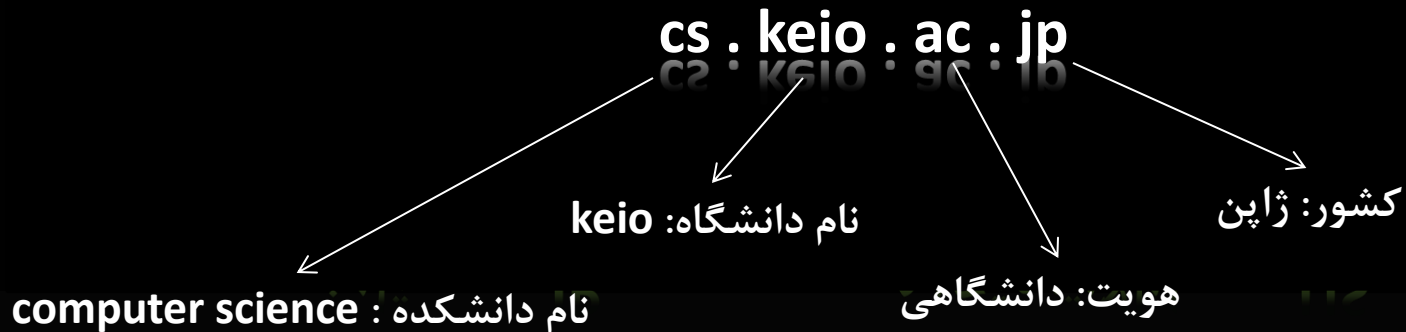 cs . keio . ac . jp
کشور: ژاپن
نام دانشگاه: keio
هویت: دانشگاهی
نام دانشکده : computer science